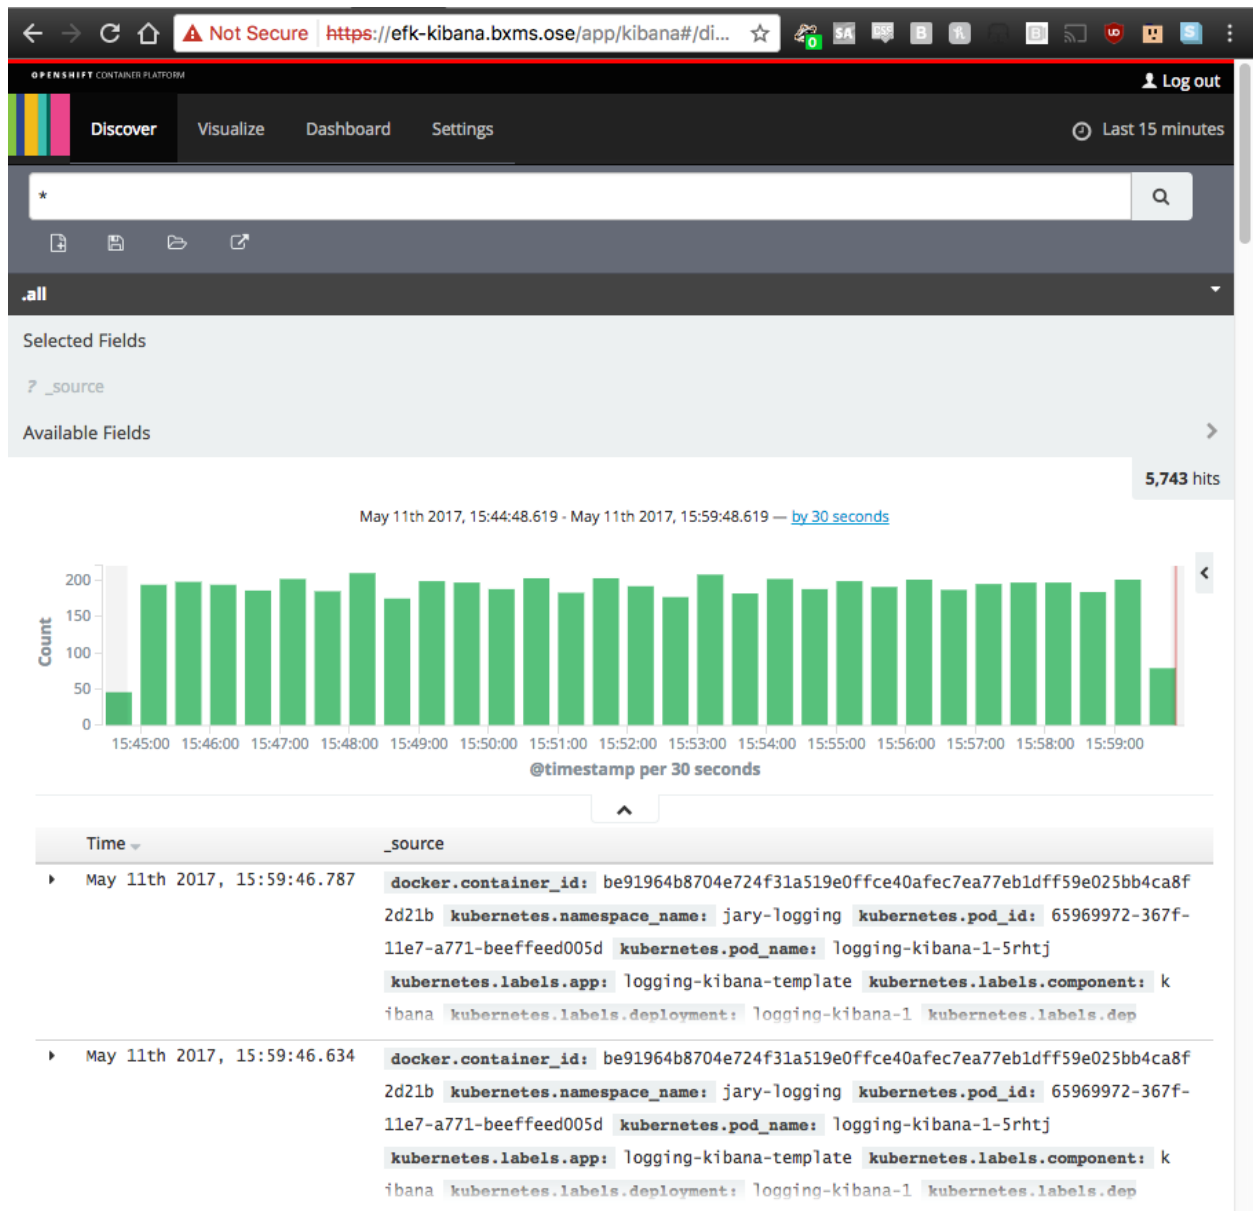 Not Secure https://efk-kibana.bxms.ose/app/kibana#/di...
OPENSHIFT CONTAINER PLATFORM
Log out
Discover Visualize Dashboard Settings Last 15 minutes
*
.all
Selected Fields
? _source
Available Fields
5,743 hits
May 11th 2017, 15:44:48.619 - May 11th 2017, 15:59:48.619 — by 30 seconds
Count
200
150
100
50
0
15:45:00 15:46:00 15:47:00 15:48:00 15:49:00 15:50:00 15:51:00 15:52:00 15:53:00 15:54:00 15:55:00 15:56:00 15:57:00 15:58:00 15:59:00
@timestamp per 30 seconds
Time _source
May 11th 2017, 15:59:46.787 docker.container_id: be91964b8704e724f31a519e0ffce40afec7ea77eb1dff59e025bb4ca8f
2d21b kubernetes.namespace_name: jary-logging kubernetes.pod_id: 65969972-367f-
11e7-a771-beeffeed005d kubernetes.pod_name: logging-kibana-1-5rhtj
kubernetes.labels.app: logging-kibana-template kubernetes.labels.component: k
ibana kubernetes.labels.deployment: logging-kibana-1 kubernetes.labels.dep
May 11th 2017, 15:59:46.634 docker.container_id: be91964b8704e724f31a519e0ffce40afec7ea77eb1dff59e025bb4ca8f
2d21b kubernetes.namespace_name: jary-logging kubernetes.pod_id: 65969972-367f-
11e7-a771-beeffeed005d kubernetes.pod_name: logging-kibana-1-5rhtj
kubernetes.labels.app: logging-kibana-template kubernetes.labels.component: k
ibana kubernetes.labels.deployment: logging-kibana-1 kubernetes.labels.dep